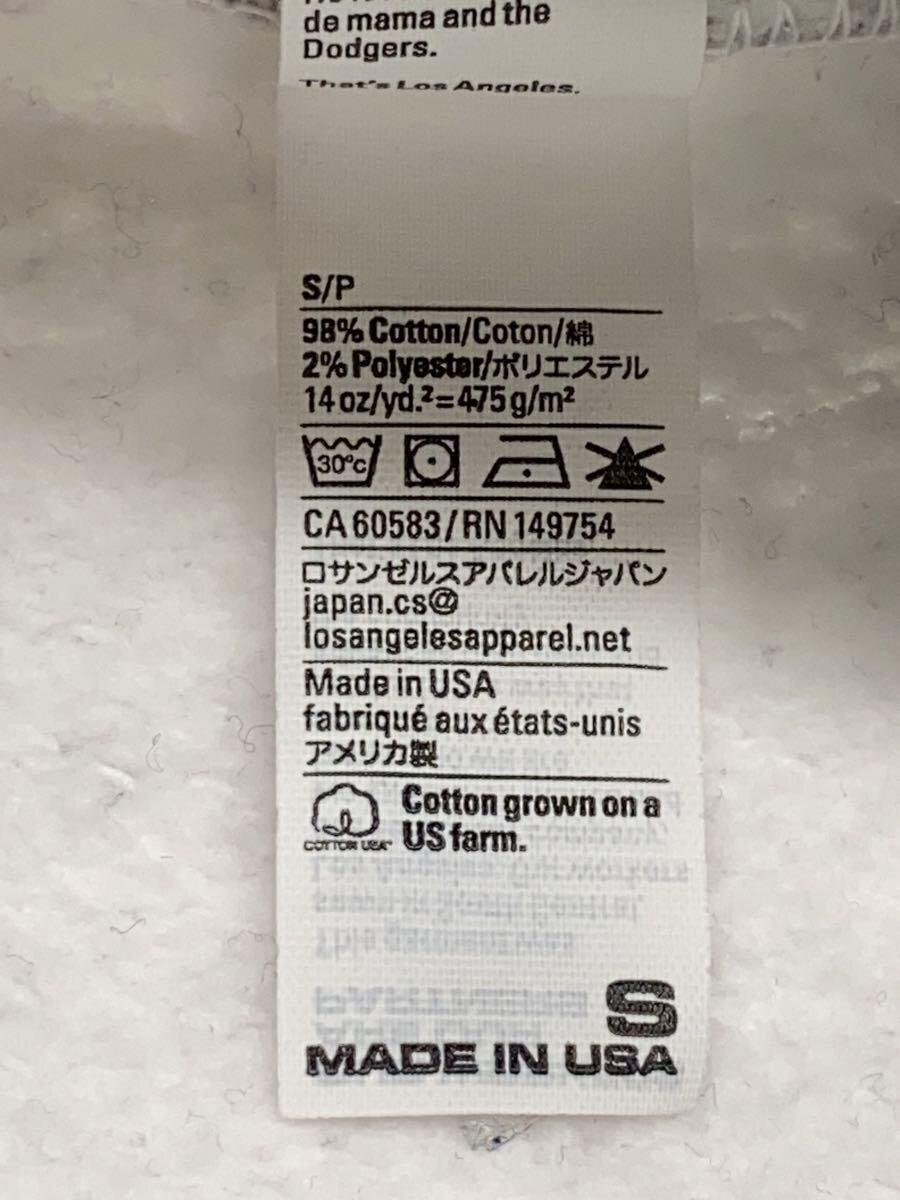 de mama and the
Dodgers.
That's Los Angeles.
S/P
98% Cotton/Coton/綿
2% Polyester/ポリエステル
14 oz/yd.²=475 g/m²
30°c
CA 60583/RN 149754
ロサンゼルスアパレルジャパン
japan.cs@
losangelesapparel.net
Made in USA
fabriqué aux états-unis
アメリカ製
Cotton grown on a
US farm.
COTTON USA
S
MADE IN USA